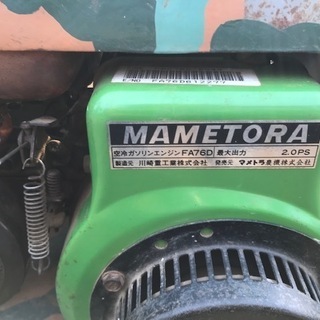 E/NO FA76D612277
MAMETORA
空冷ガソリンエンジン FA76D 最大出力 2.0PS
製造元 川崎重工業株式会社 発売元 マメトラ農機株式会社